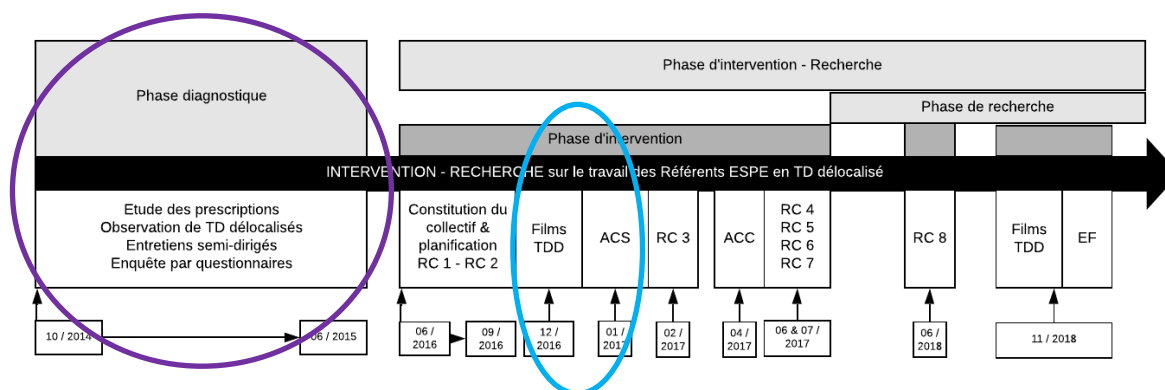 Phase diagnostique
Phase d'intervention - Recherche
Phase de recherche
Phase d'intervention
INTERVENTION - RECHERCHE sur le travail des Référents ESPE en TD délocalisé
Etude des prescriptions
Observation de TD délocalisés
Entretiens semi-dirigés
Enquête par questionnaires
Constitution du
collectif &
planification
RC 1 - RC 2
Films
TDD
ACS
RC 3
ACC
RC 4
RC 5
RC 6
RC 7
RC 8
Films
TDD
EF
10 / 2014
06 / 2015
06 /
2016
09 /
2016
12 /
2016
01 /
2017
02 /
2017
04 /
2017
06 & 07 /
2017
06 /
2018
11 / 2018